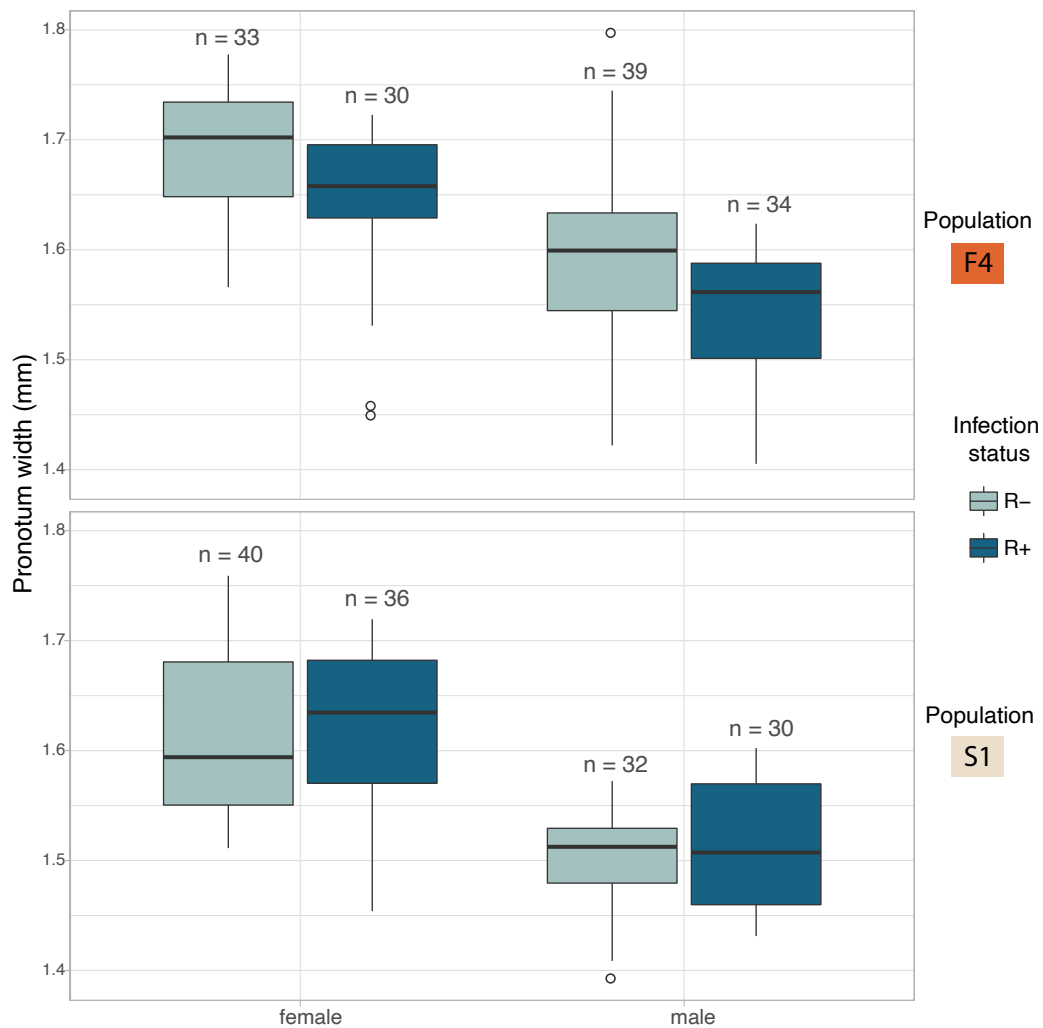 Pronotum width (mm)
1.8
1.7
1.6
1.5
1.4
n = 33
n = 30
n = 39
n = 34
Population
F4
Infection
status
R−
R+
1.8
1.7
1.6
1.5
1.4
n = 40
n = 36
n = 32
n = 30
Population
S1
female
male